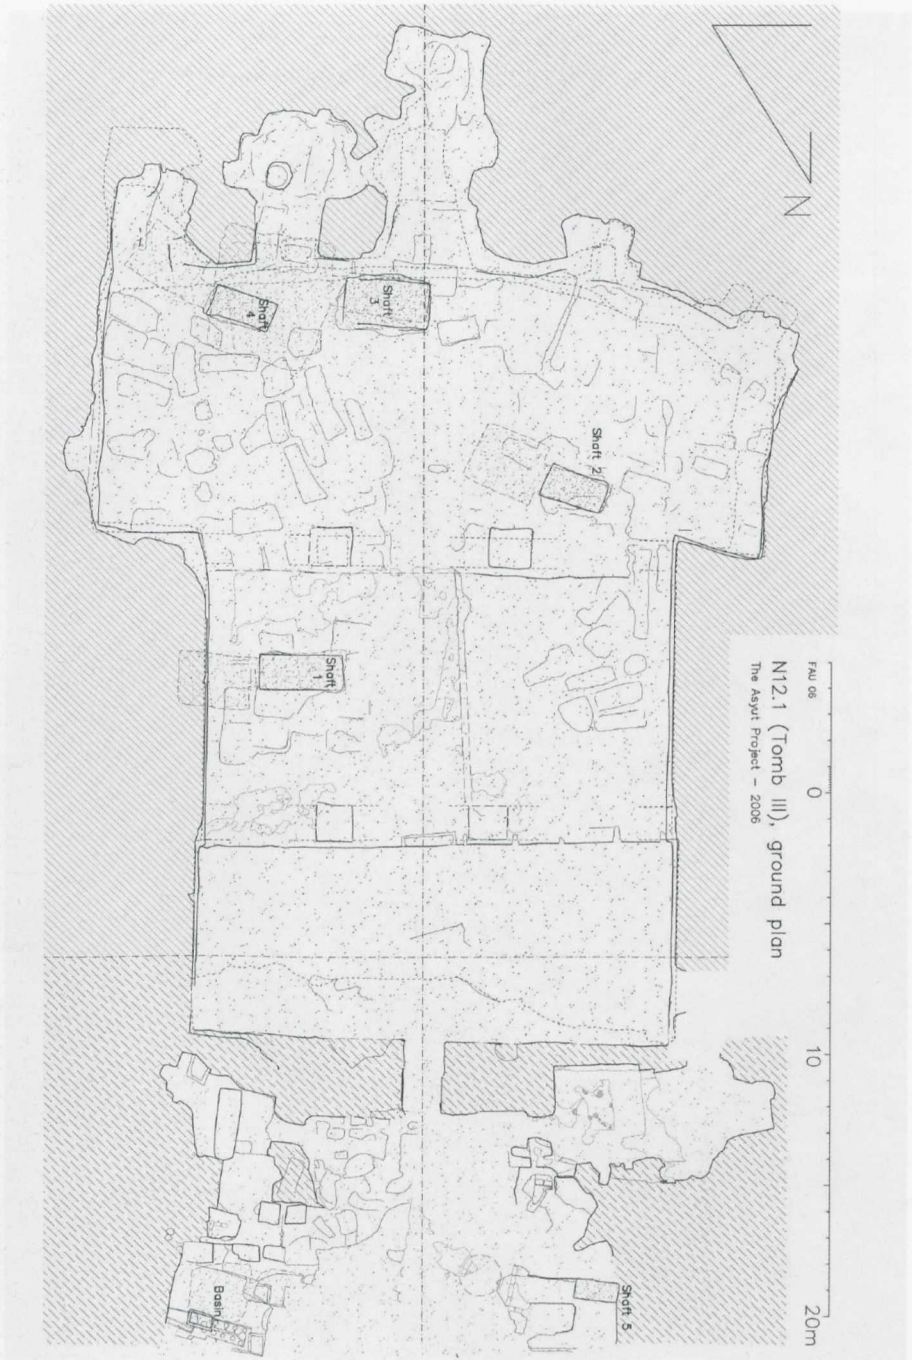 N
Shaft
3
Shaft
4
Shaft 2
Shaft
1
FAU 06
0
10
20m
N12.1 (Tomb III), ground plan
The Asyut Project – 2006
Shaft 5
Basin